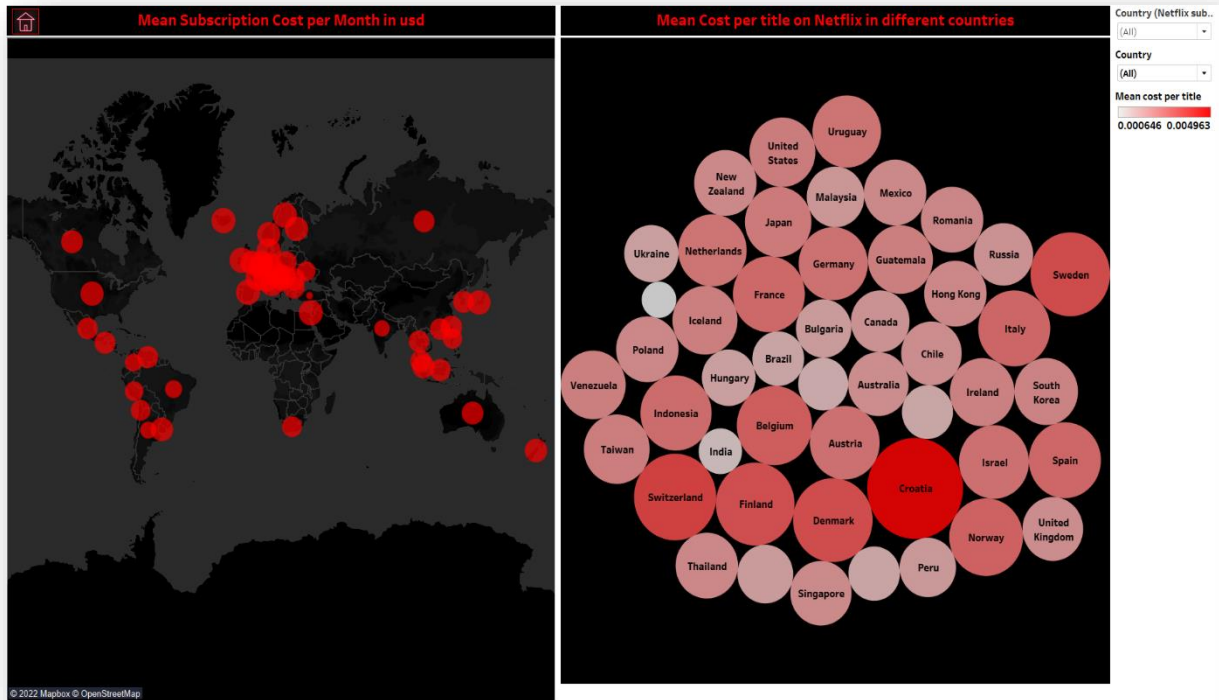 Mean Subscription Cost per Month in usd
© 2022 Mapbox © OpenStreetMap
Mean Cost per title on Netflix in different countries
Uruguay
United
States
New
Zealand
Malaysia
Mexico
Japan
Romania
Ukraine
Netherlands
Germany
Guatemala
Russia
Sweden
France
Hong Kong
Iceland
Bulgaria
Canada
Italy
Poland
Brazil
Chile
Venezuela
Hungary
Australia
Ireland
South
Korea
Indonesia
Belgium
Taiwan
India
Austria
Israel
Spain
Switzerland
Finland
Croatia
Denmark
Norway
United
Kingdom
Thailand
Singapore
Peru
Country (Netflix sub..
(All)
Country
(All)
Mean cost per title
0.000646 0.004963